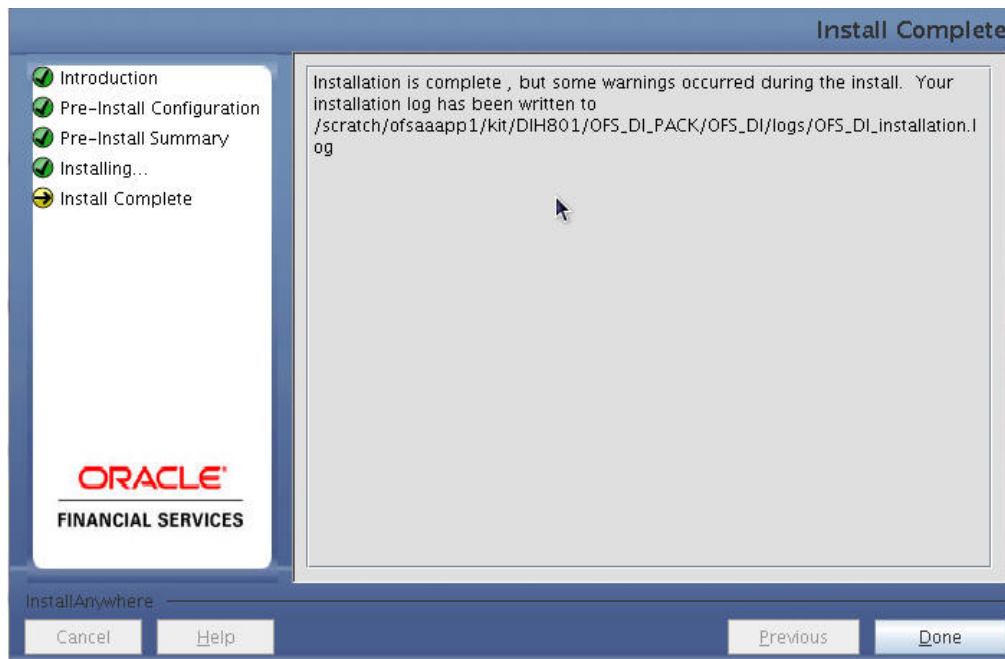 Install Complete
Introduction
Pre-Install Configuration
Pre-Install Summary
Installing...
Install Complete
Installation is complete , but some warnings occurred during the install. Your
installation log has been written to
/scratch/ofsaaapp1/kit/DIH801/OFS_DI_PACK/OFS_DI/logs/OFS_DI_installation.l
og
ORACLE
FINANCIAL SERVICES
InstallAnywhere
Cancel Help Previous Done